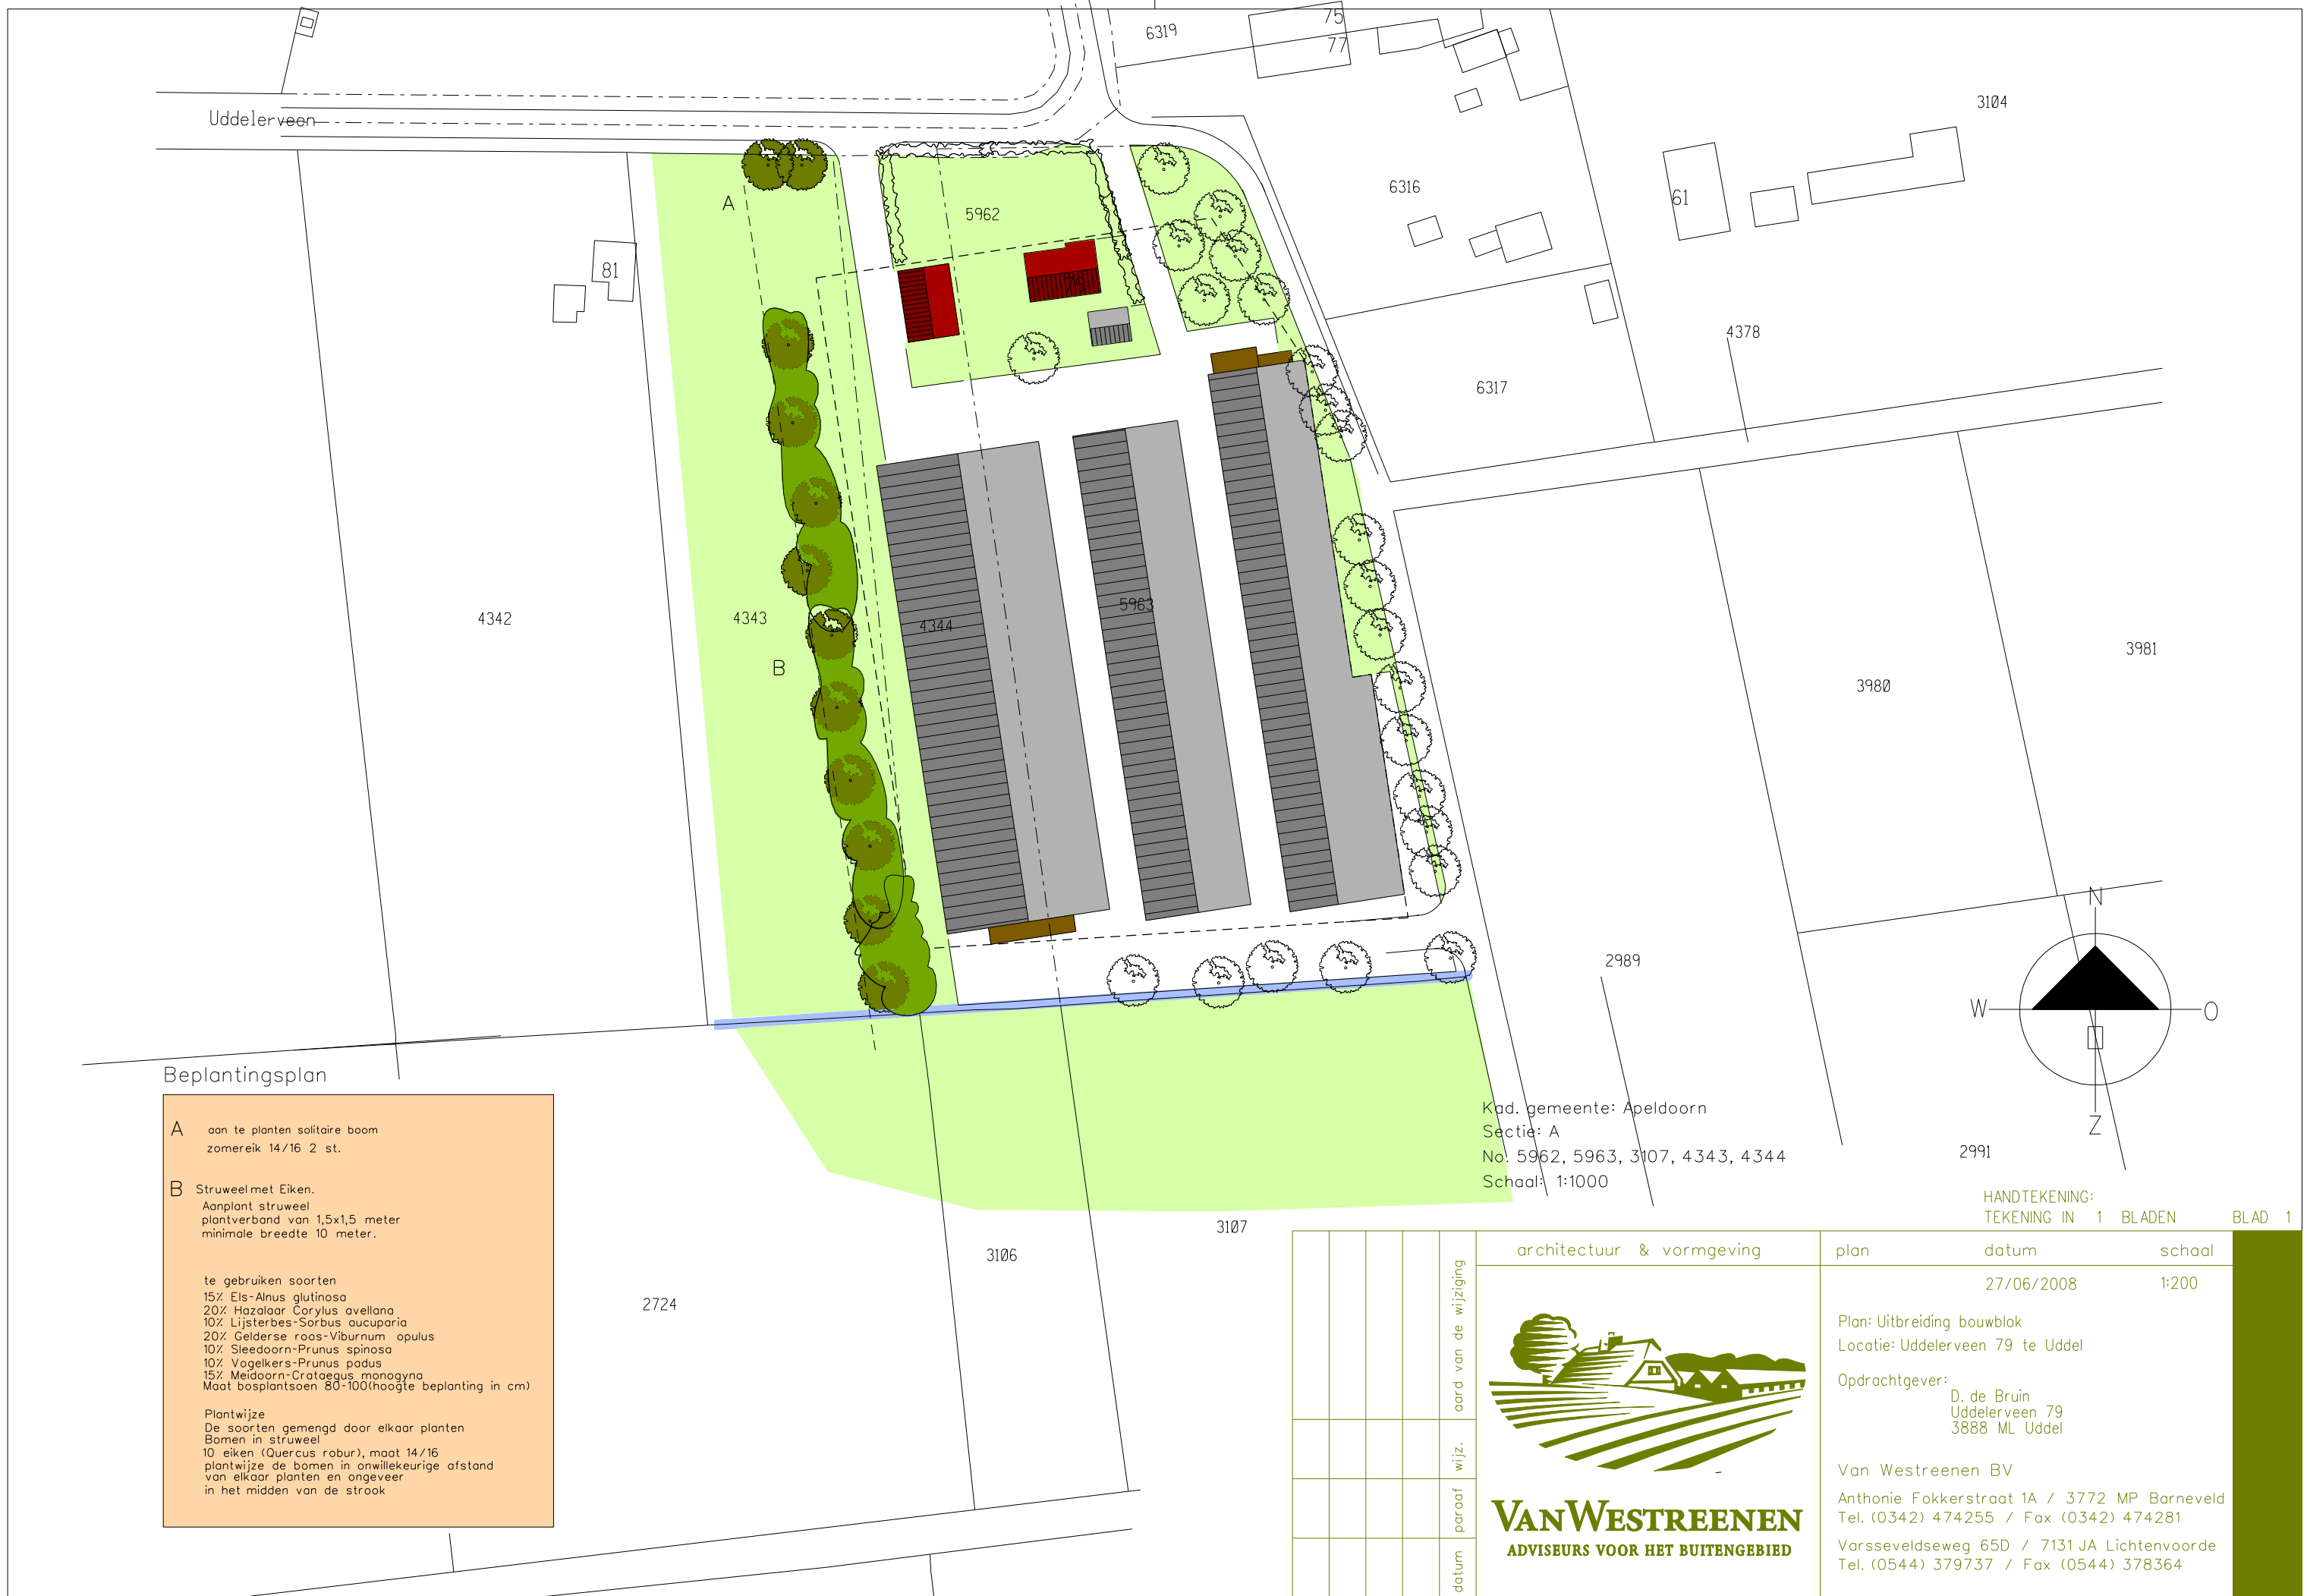 6319
75
77
3104
Uddelerveen
A
5962
6316
61
81
4378
6317
4342
4343
4344
5963
B
3981
3980
2989
N
W
O
Z
2991
Beplantingsplan
A aan te planten solitaire boom
zomereik 14/16 2 st.
B Struweel met Eiken.
Aanplant struweel
plantverband van 1,5x1,5 meter
minimale breedte 10 meter.
te gebruiken soorten
15% Els-Alnus glutinosa
20% Hazalaar Corylus avellana
10% Lijsterbes-Sorbus aucuparia
20% Gelderse roos-Viburnum opulus
10% Sleedoorn-Prunus spinosa
10% Vogelkers-Prunus padus
15% Meidoorn-Crataegus monogyna
Maat bosplantsoen 80-100(hoogte beplanting in cm)
Plantwijze
De soorten gemengd door elkaar planten
Bomen in struweel
10 eiken (Quercus robur), maat 14/16
plantwijze de bomen in onwillekeurige afstand
van elkaar planten en ongeveer
in het midden van de strook
2724
3106
3107
Kad. gemeente: Apeldoorn
Sectie: A
No. 5962, 5963, 3107, 4343, 4344
Schaal: 1:1000
HANDTEKENING:
TEKENING IN 1 BLADEN BLAD 1
datum paraaf wijz. aard van de wijziging
architectuur & vormgeving
plan datum schaal
27/06/2008 1:200
Plan: Uitbreiding bouwblok
Locatie: Uddelerveen 79 te Uddel
Opdrachtgever:
D. de Bruin
Uddelerveen 79
3888 ML Uddel
Van Westreenen BV
Anthonie Fokkerstraat 1A / 3772 MP Barneveld
Tel. (0342) 474255 / Fax (0342) 474281
Varsseveldseweg 65D / 7131 JA Lichtenvoorde
Tel. (0544) 379737 / Fax (0544) 378364
VANWESTREENEN
ADVISEURS VOOR HET BUITENGEBIED